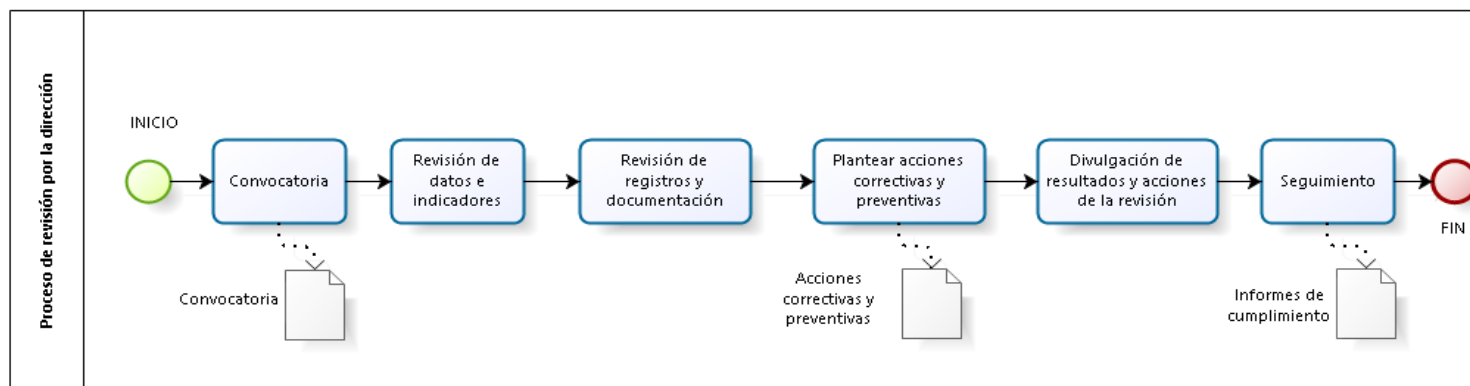 Proceso de revisión por la dirección
INICIO
Convocatoria
Revisión de
datos e
indicadores
Revisión de
registros y
documentación
Plantear acciones
correctivas y
preventivas
Divulgación de
resultados y acciones
de la revisión
Seguimiento
FIN
Convocatoria
Acciones
correctivas y
preventivas
Informes de
cumplimiento